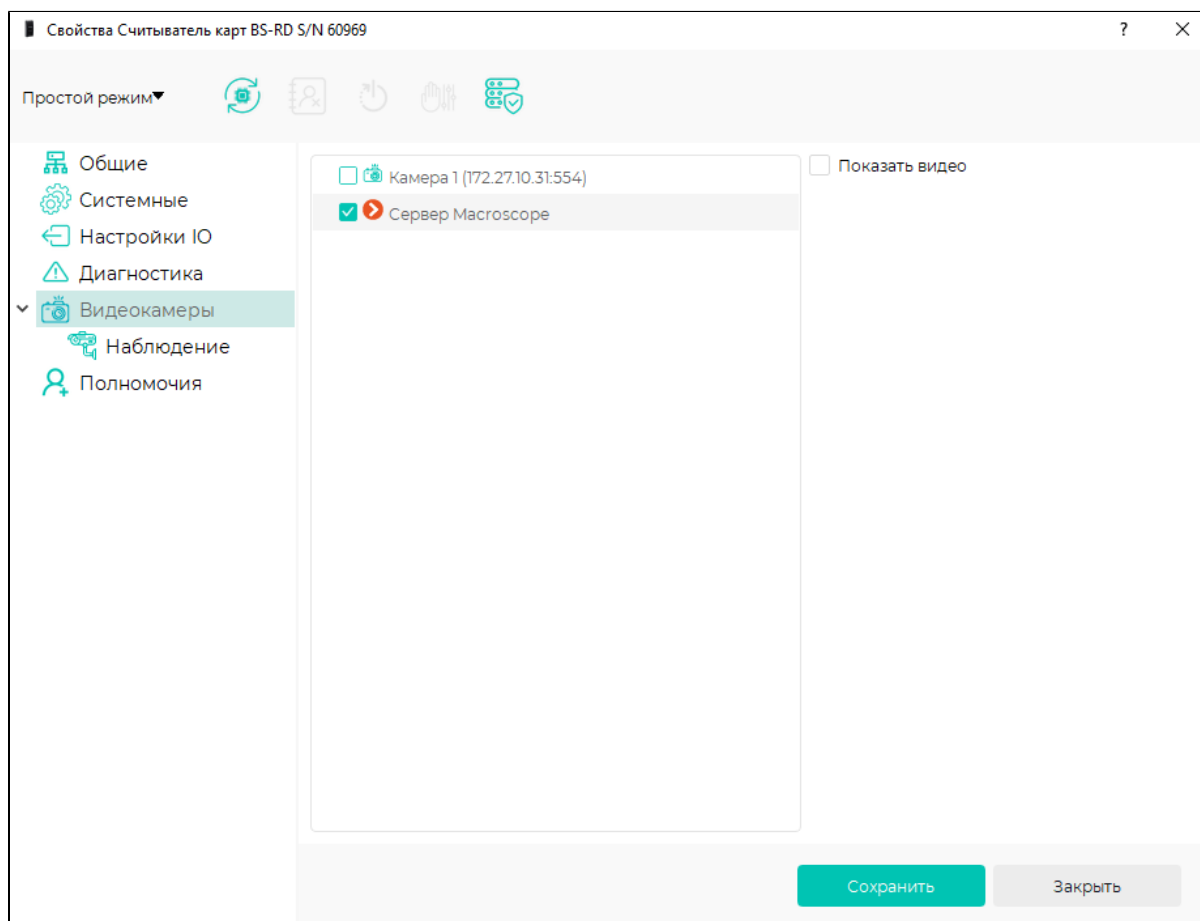 Свойства Считыватель карт BS-RD S/N 60969
?
Простой режим
Общие
Системные
Настройки IO
Диагностика
Видеокамеры
Наблюдение
Полномочия
Камера 1 (172.27.10.31:554)
Сервер Macroscope
Показать видео
Сохранить
Закрыть